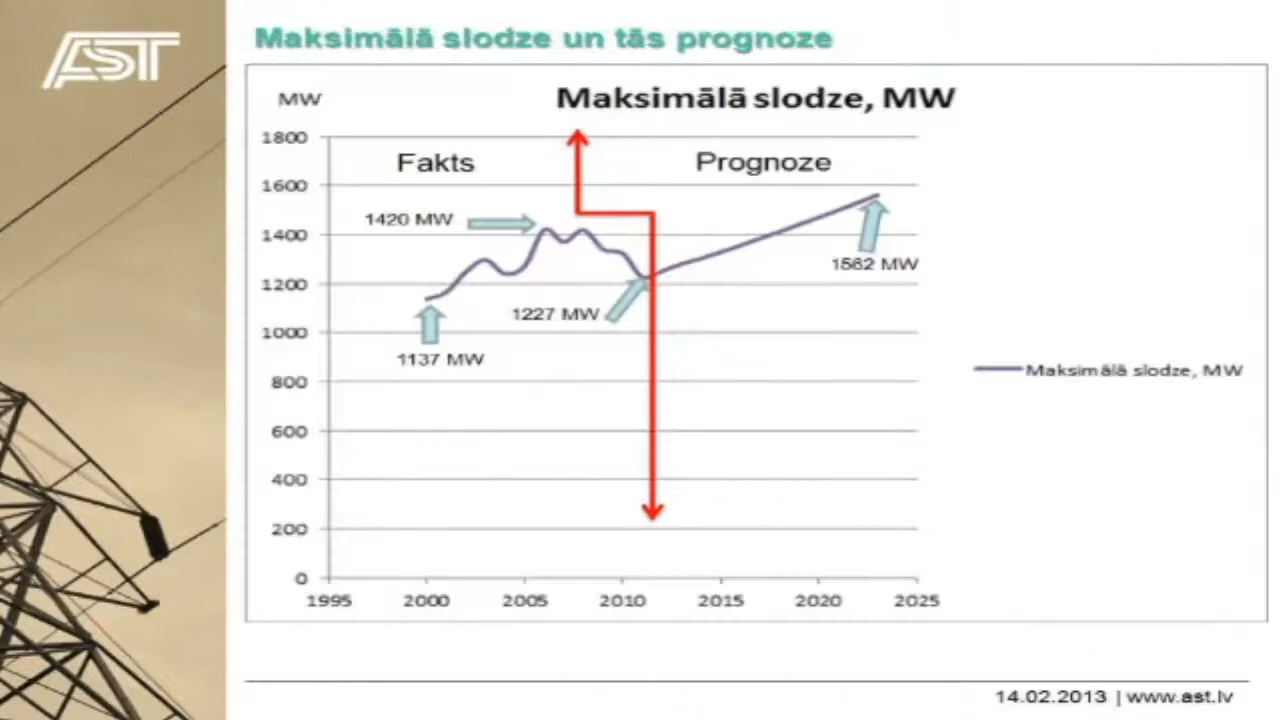 AST
Maksimālā slodze un tās prognoze
MW
Maksimālā slodze, MW
1800
Fakts
Prognoze
1600
1420 MW
1400
1562 MW
1200
1227 MW
1000
1137 MW
Maksimālā slodze, MW
800
600
400
200
0
1995 2000 2005 2010 2015 2020 2025
14.02.2013 | www.ast.lv